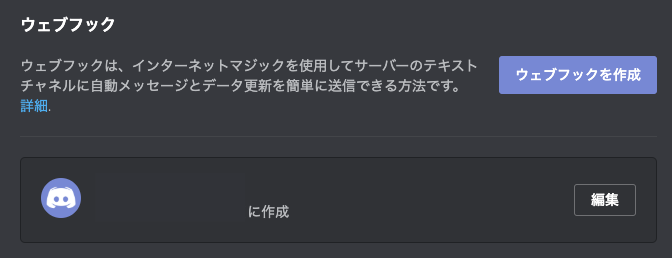 ウェブフック
ウェブフックは、インターネットマジックを使用してサーバーのテキスト
チャネルに自動メッセージとデータ更新を簡単に送信できる方法です。
詳細.
ウェブフックを作成
に作成
編集